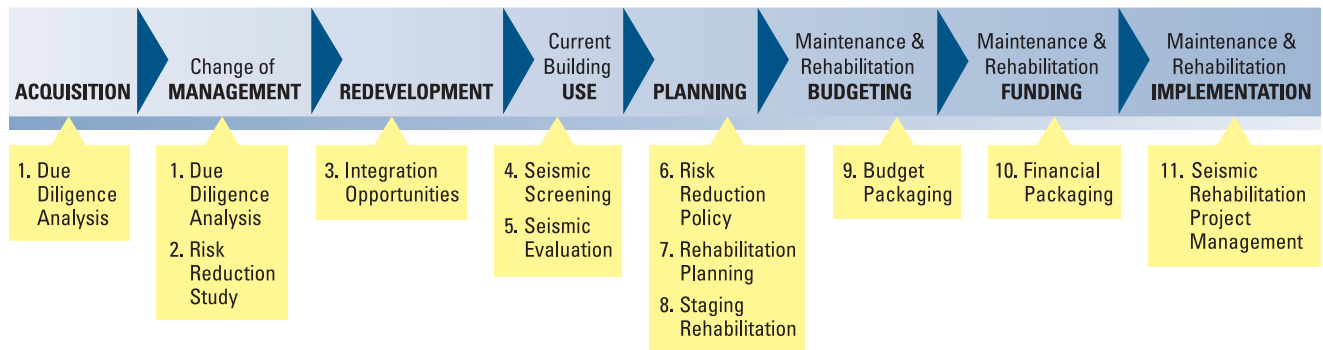 ACQUISITION
Change of
MANAGEMENT
REDEVELOPMENT
Current
Building
USE
PLANNING
Maintenance &
Rehabilitation
BUDGETING
Maintenance &
Rehabilitation
FUNDING
Maintenance &
Rehabilitation
IMPLEMENTATION
1. Due
Diligence
Analysis
1. Due
Diligence
Analysis
2. Risk
Reduction
Study
3. Integration
Opportunities
4. Seismic
Screening
5. Seismic
Evaluation
6. Risk
Reduction
Policy
7. Rehabilitation
Planning
8. Staging
Rehabilitation
9. Budget
Packaging
10. Financial
Packaging
11. Seismic
Rehabilitation
Project
Management